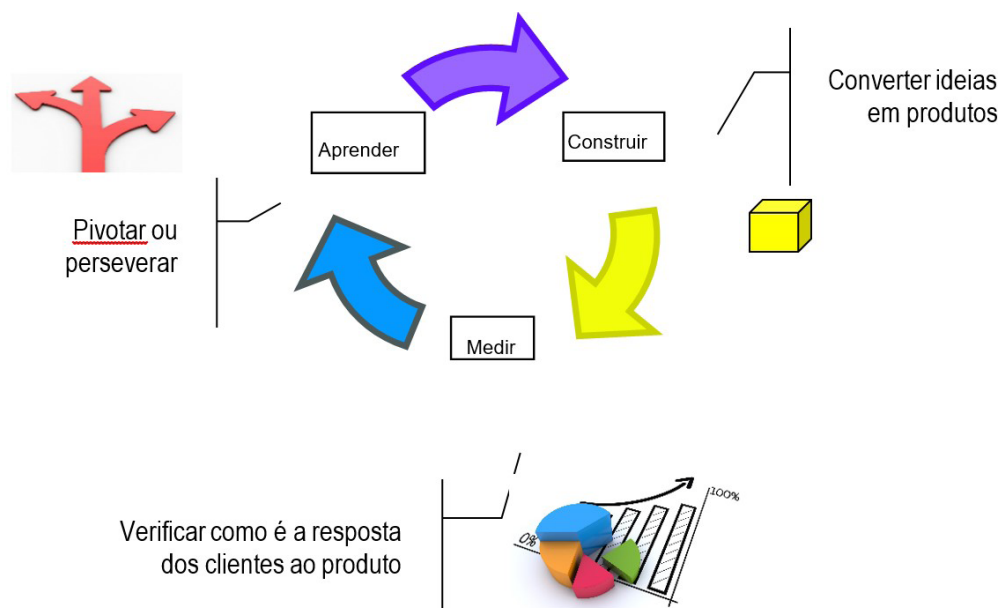 Converter ideias
em produtos
Aprender
Construir
Pivotar ou
perseverar
Medir
Verificar como é a resposta
dos clientes ao produto
0%
100%